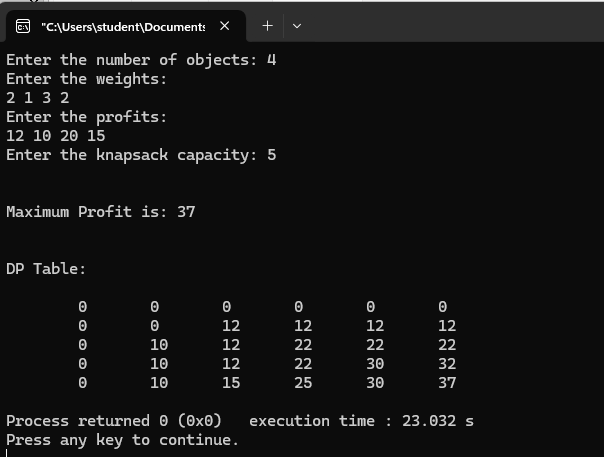 "C:\Users\student\Documents
Enter the number of objects: 4
Enter the weights:
2 1 3 2
Enter the profits:
12 10 20 15
Enter the knapsack capacity: 5
Maximum Profit is: 37
DP Table:
0 0 0 0 0 0
0 0 12 12 12 12
0 10 12 22 22 22
0 10 12 22 30 32
0 10 15 25 30 37
Process returned 0 (0x0) execution time : 23.032 s
Press any key to continue.